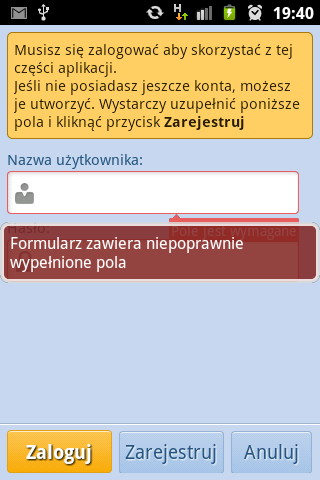 H
19:40
Musisz się zalogować aby skorzystać z tej
części aplikacji.
Jeśli nie posiadasz jeszcze konta, możesz
je utworzyć. Wystarczy uzupełnić poniższe
pola i kliknąć przycisk Zarejestruj
Nazwa użytkownika:
Hasło:
Pole jest wymagane
Formularz zawiera niepoprawnie
wypełnione pola
Zaloguj
Zarejestruj
Anuluj